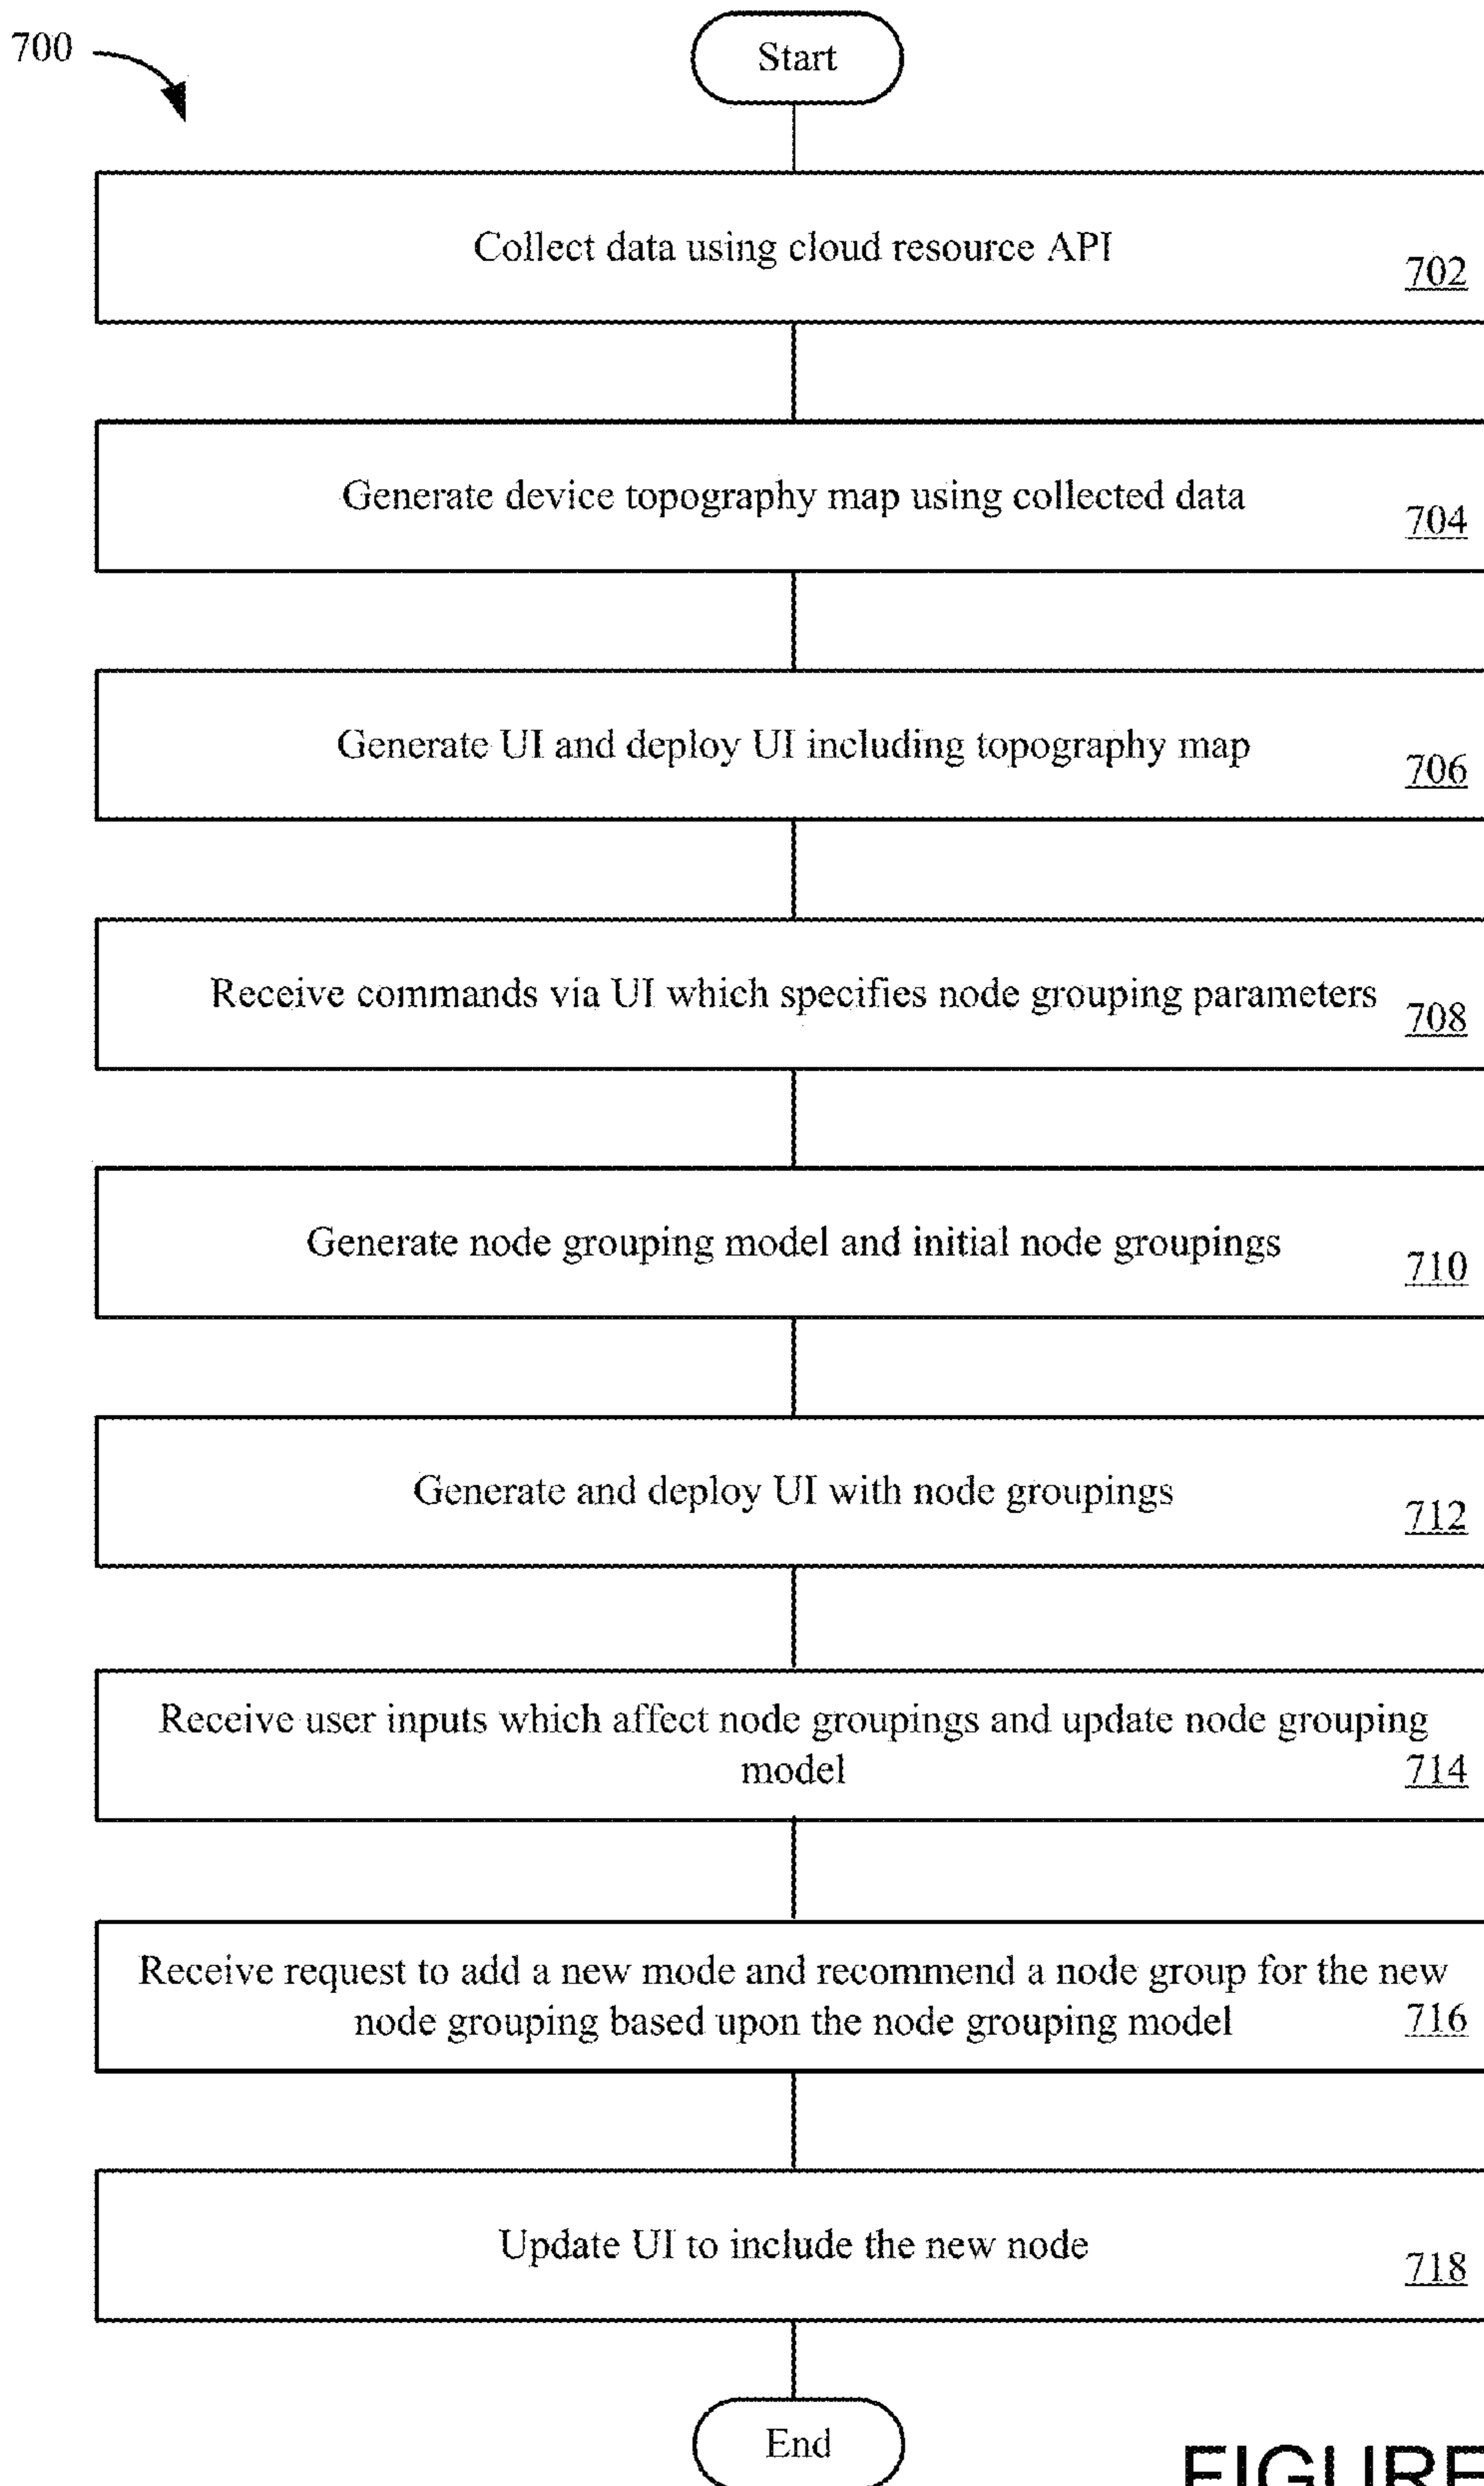 700
Start
Collect data using cloud resource API
702
Generate device topography map using collected data
704
Generate UI and deploy UI including topography map
706
Receive commands via UI which specifies node grouping parameters
708
Generate node grouping model and initial node groupings
710
Generate and deploy UI with node groupings
712
Receive user inputs which affect node groupings and update node grouping
model
714
Receive request to add a new mode and recommend a node group for the new
node grouping based upon the node grouping model
716
Update UI to include the new node
718
End
FIGURE